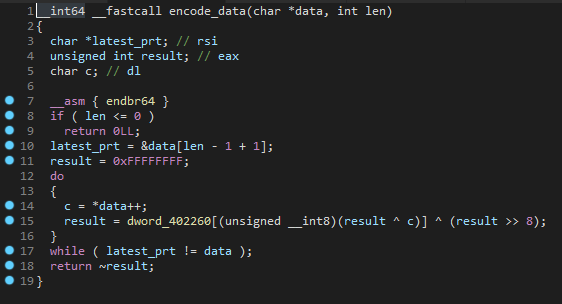 1 __int64 __fastcall encode_data(char *data, int len)
2 {
3 char *latest_prt; // rsi
4 unsigned int result; // eax
5 char c; // dl
6
7 __asm { endbr64 }
8 if ( len <= 0 )
9 return 0LL;
10 latest_prt = &data[len - 1 + 1];
11 result = 0xFFFFFFFF;
12 do
13 {
14 c = *data++;
15 result = dword_402260[(unsigned __int8)(result ^ c)] ^ (result >> 8);
16 }
17 while ( latest_prt != data );
18 return ~result;
19 }